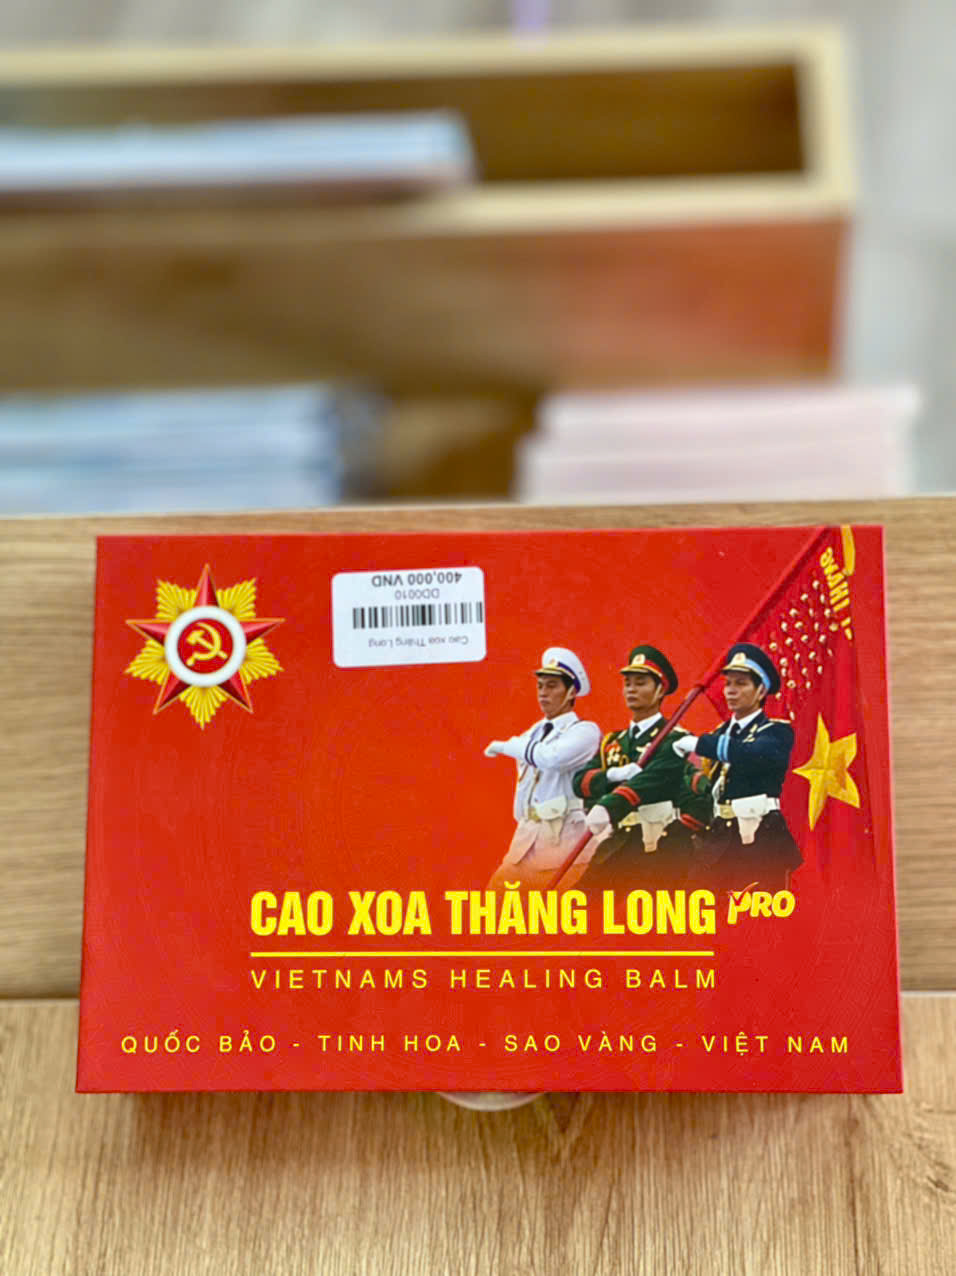 Cao xoa Thăng Long
DD0010
400,000 VND
CAO XOA THĂNG LONG PRO
VIETNAMS HEALING BALM
QUỐC BẢO - TINH HOA - SAO VÀNG - VIỆT NAM